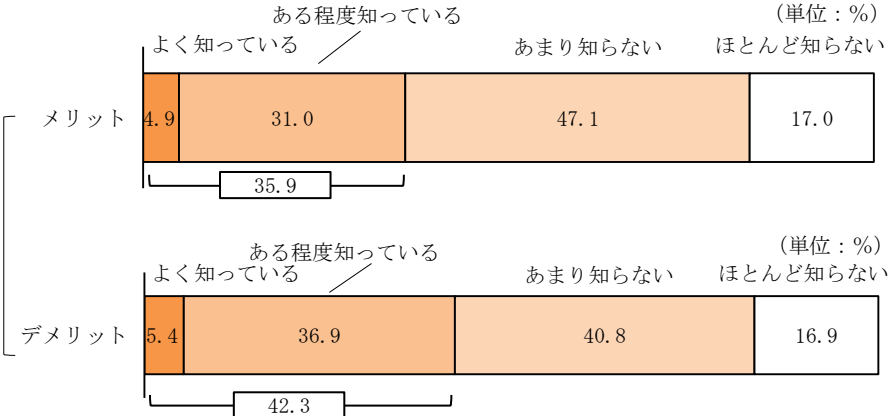 ある程度知っている
(単位：%)
よく知っている
あまり知らない
ほとんど知らない
メリット
4.9
31.0
47.1
17.0
35.9
ある程度知っている
(単位：%)
よく知っている
あまり知らない
ほとんど知らない
デメリット
5.4
36.9
40.8
16.9
42.3